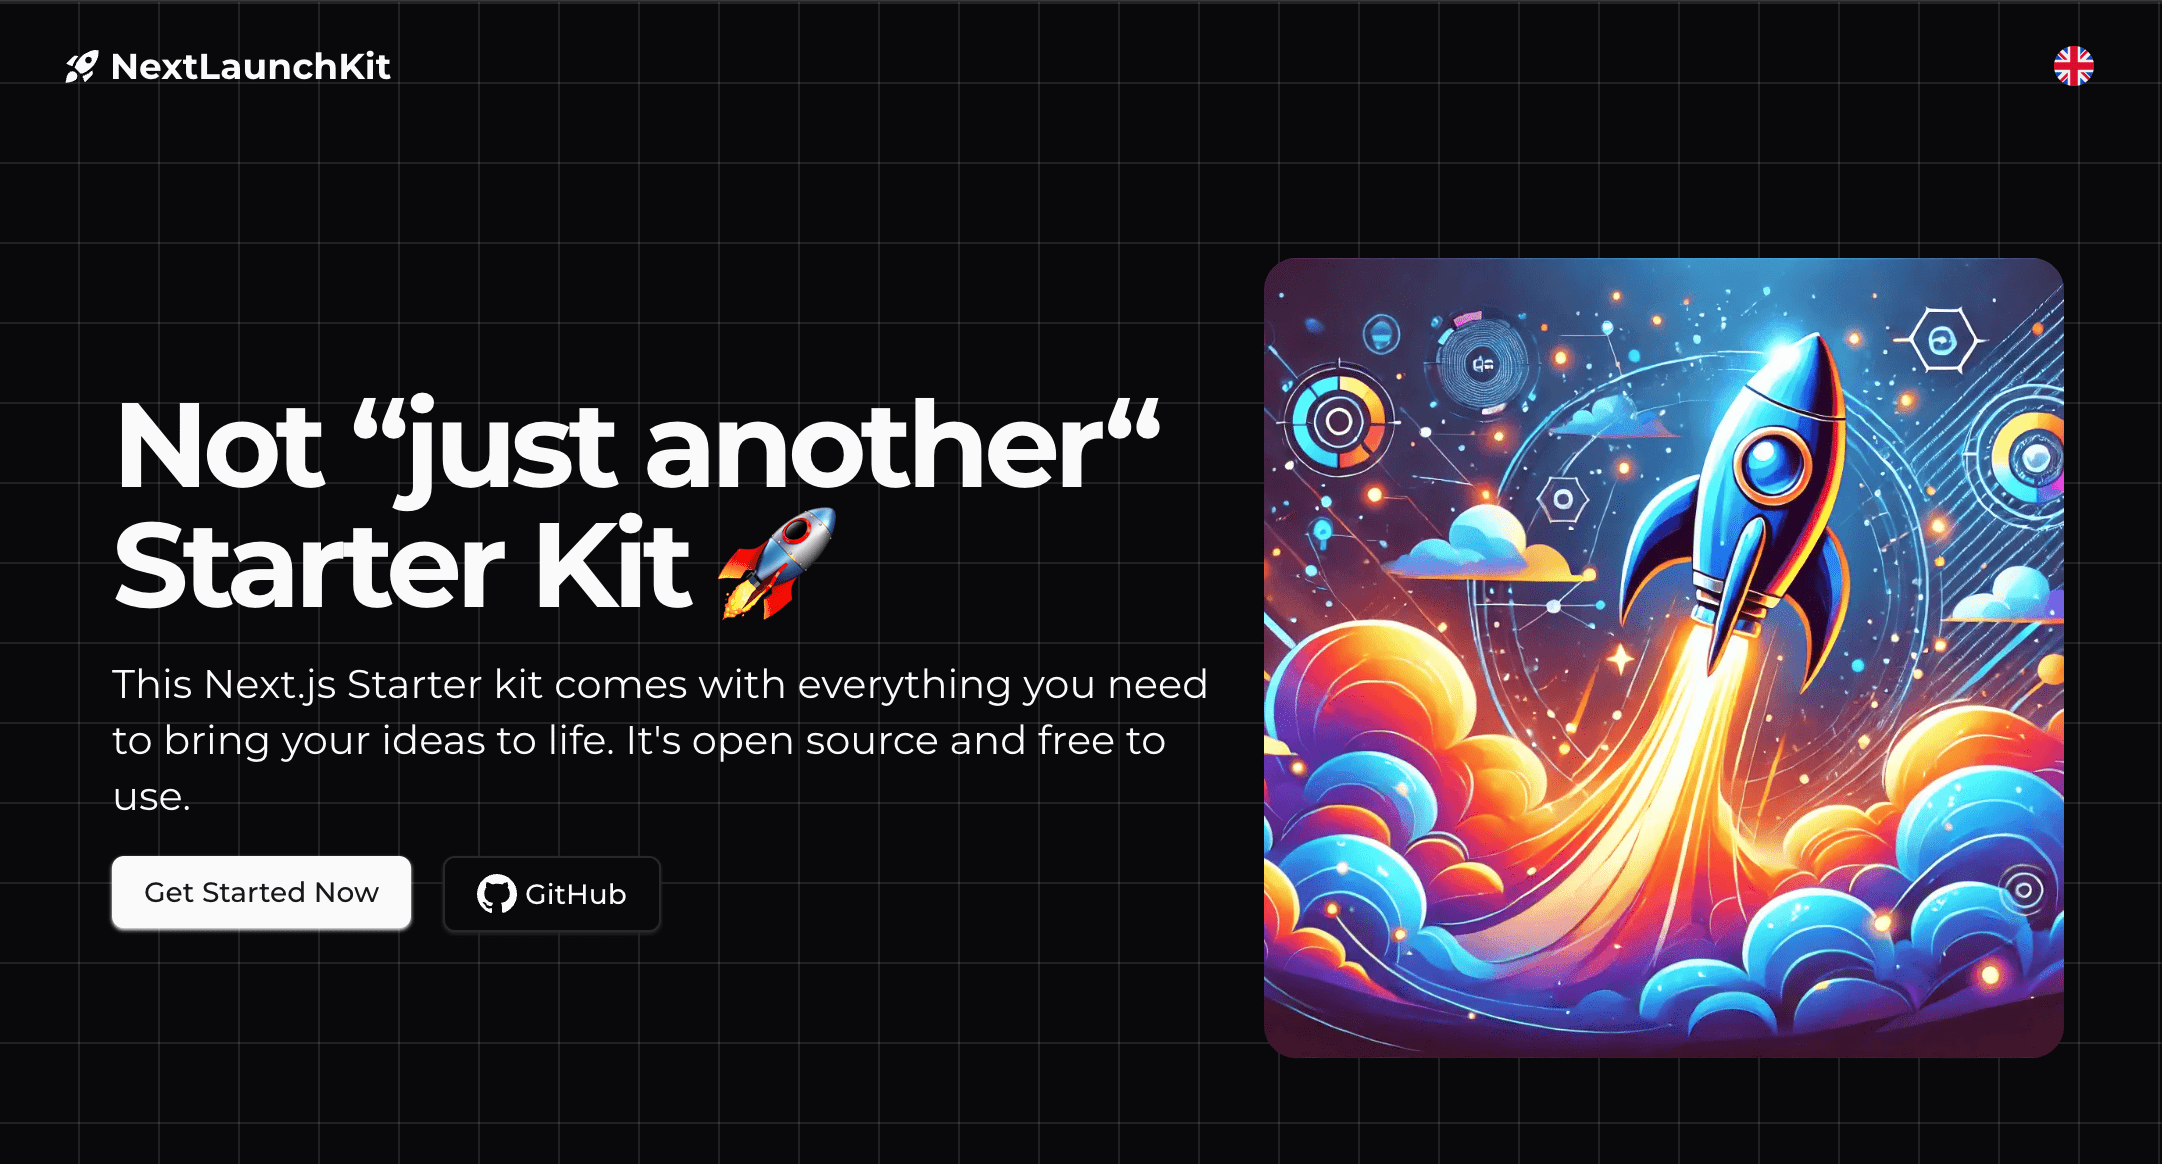 NextLaunchKit
Not “just another“
Starter Kit 🚀
This Next.js Starter kit comes with everything you need
to bring your ideas to life. It's open source and free to
use.
Get Started Now
GitHub